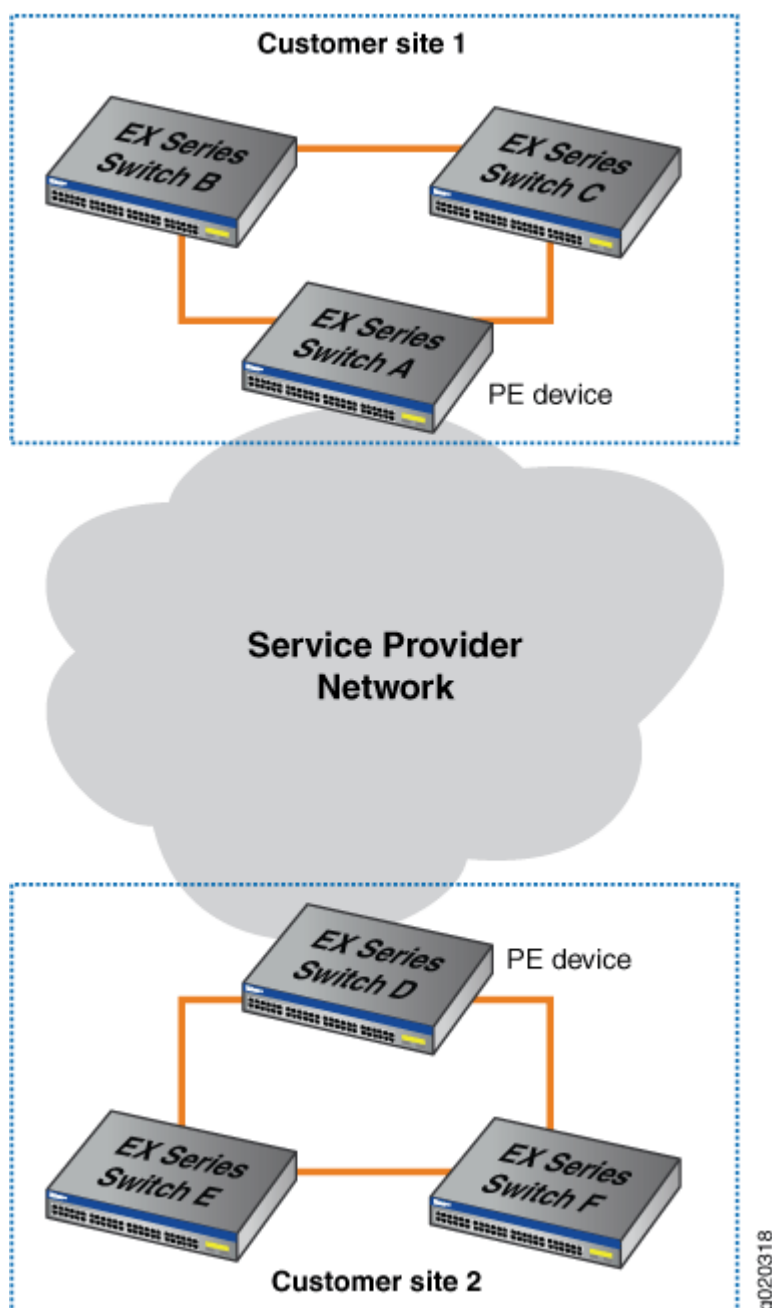 Customer site 1
EX Series
Switch B
EX Series
Switch C
EX Series
Switch A
PE device
Service Provider
Network
EX Series
Switch D
PE device
EX Series
Switch E
EX Series
Switch F
Customer site 2
g020318